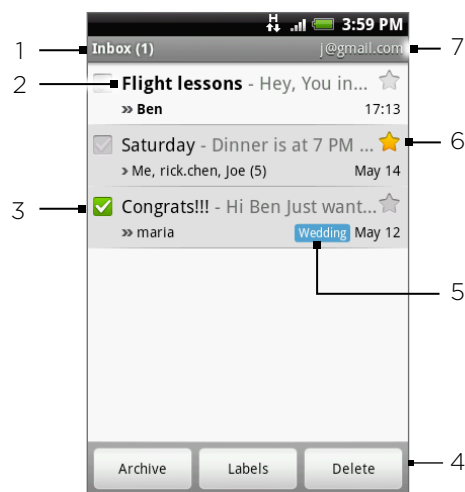 H 3:59 PM
1 Inbox (1) j@gmail.com 7
2 Flight lessons - Hey, You in...
» Ben 17:13
Saturday - Dinner is at 7 PM ... 6
› Me, rick.chen, Joe (5) May 14
3 Congrats!!! - Hi Ben Just want...
» maria Wedding May 12
5
Archive Labels Delete 4